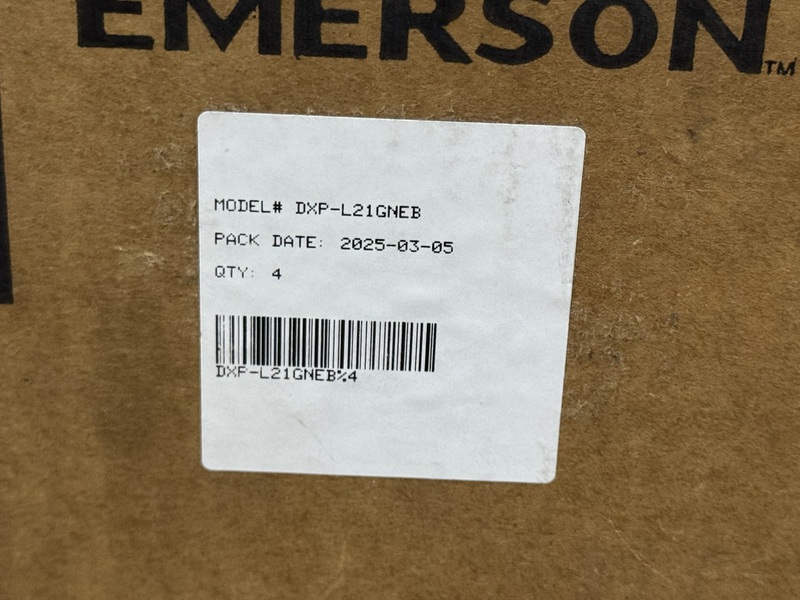 EMERSON™
MODEL# DXP-L21GNEB
PACK DATE: 2025-03-05
QTY: 4
DXP-L21GNEB%4